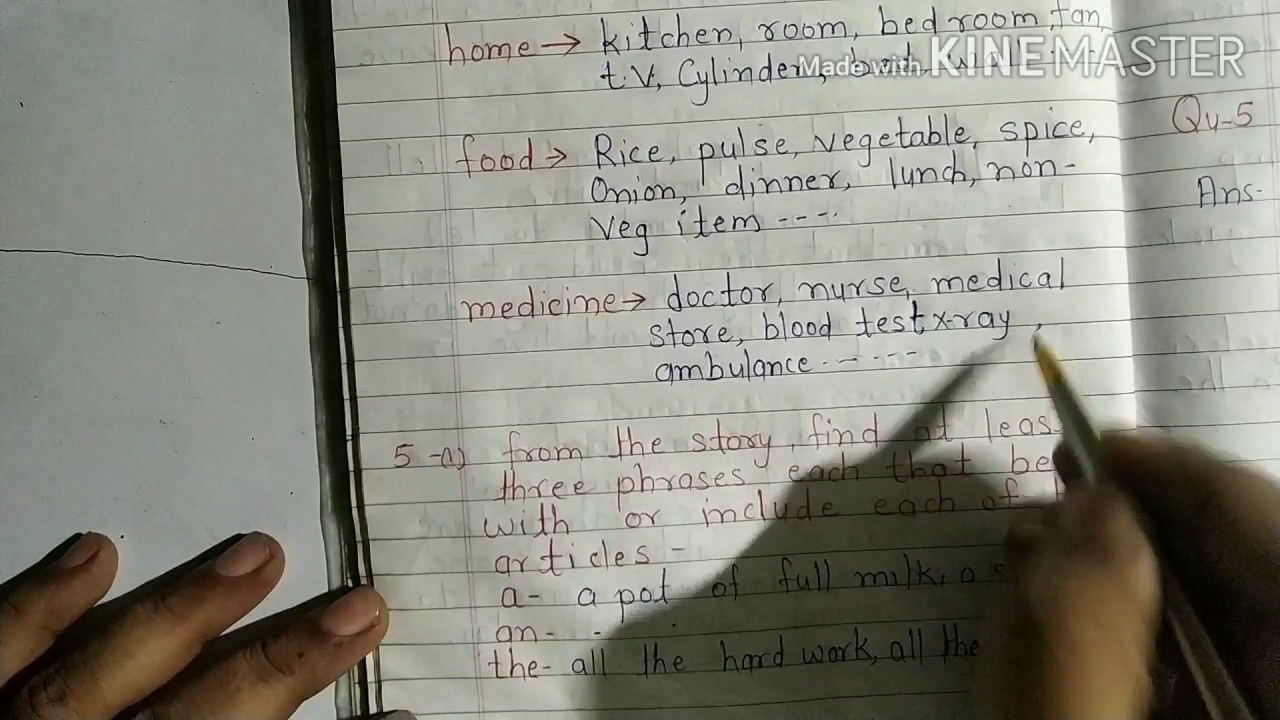 home → kitchen, room, bed room fan,
t.V, Cylinder, bed, wall
Made with KINEMASTER
food → Rice, pulse, vegetable, spice,
Onion, dinner, lunch, non-
Veg item ----
medicine → doctor, nurse, medical
store, blood test x-ray,
ambulance -----
5-a) from the story, find at leas
three phrases each that be
with or include each of
articles -
a- a pot of full milk, a s
an- -
the- all the hard work, all the
Qu-5
Ans-